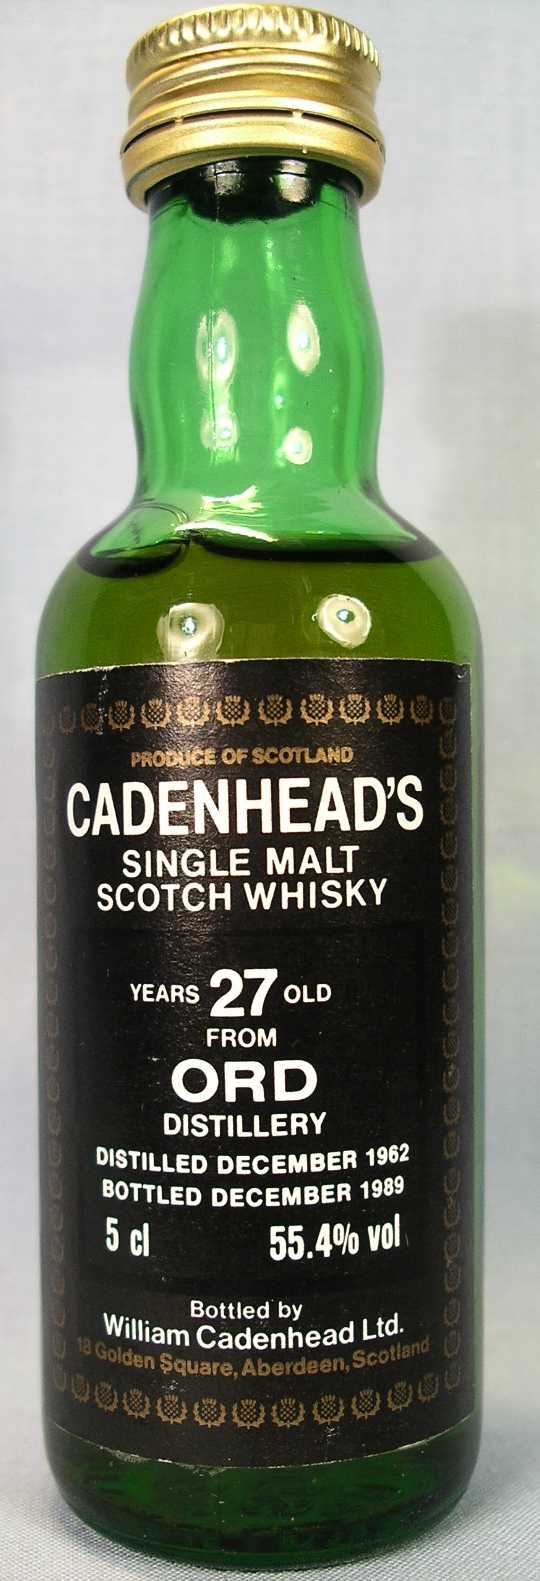 PRODUCE OF SCOTLAND
CADENHEAD'S
SINGLE MALT
SCOTCH WHISKY
YEARS 27 OLD
FROM
ORD
DISTILLERY
DISTILLED DECEMBER 1962
BOTTLED DECEMBER 1989
5 cl 55.4% vol
Bottled by
William Cadenhead Ltd.
18 Golden Square, Aberdeen, Scotland